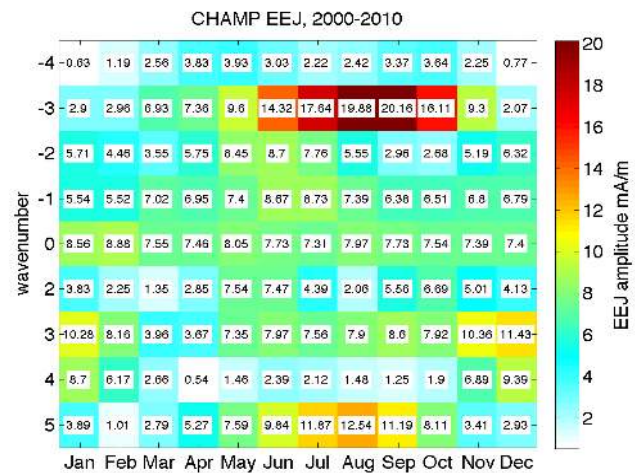 CHAMP EEJ, 2000-2010
-4 0.63 1.19 2.56 3.83 3.93 3.03 2.22 2.42 3.37 3.64 2.25 0.77
-3 2.9 2.96 6.93 7.36 9.6 14.32 17.64 19.88 20.16 16.11 9.3 2.07
-2 5.71 4.46 3.55 5.75 8.45 8.7 7.76 5.55 2.96 2.68 5.19 6.32
-1 5.54 5.52 7.02 6.95 7.4 8.67 8.73 7.39 6.38 6.51 6.8 6.79
0 8.56 8.88 7.55 7.46 8.05 7.73 7.31 7.97 7.73 7.54 7.39 7.4
2 3.83 2.25 1.35 2.85 7.54 7.47 4.39 2.06 5.56 6.69 5.01 4.13
3 10.28 8.16 3.96 3.67 7.35 7.97 7.56 7.9 8.6 7.92 10.36 11.43
4 8.7 6.17 2.66 0.54 1.46 2.39 2.12 1.48 1.25 1.9 6.89 9.39
5 3.89 1.01 2.79 5.27 7.59 9.84 11.87 12.54 11.19 8.11 3.41 2.93
Jan Feb Mar Apr May Jun Jul Aug Sep Oct Nov Dec
wavenumber
20
18
16
14
12
10
8
6
4
2
EEJ amplitude mA/m